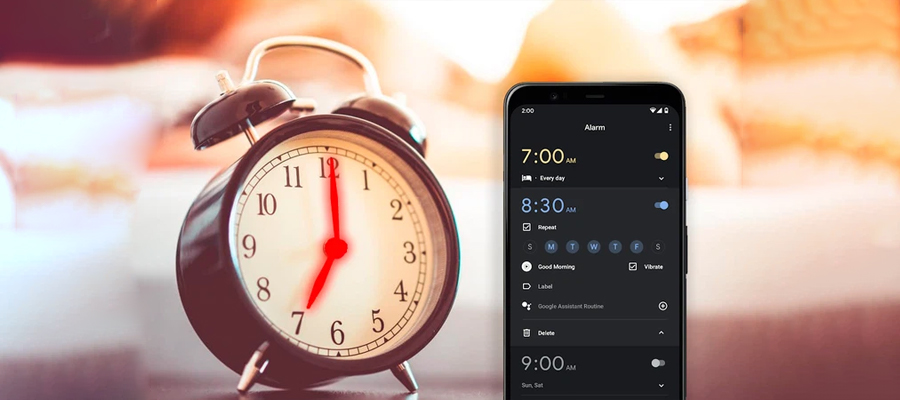 12
11
1
10
2
9
3
8
4
7
5
6
2:00
Alarm
7:00 AM
Every day
8:30 AM
Repeat
S M T W T F S
Good Morning Vibrate
Label
Google Assistant Routine
Delete
9:00 AM
Sun, Sat